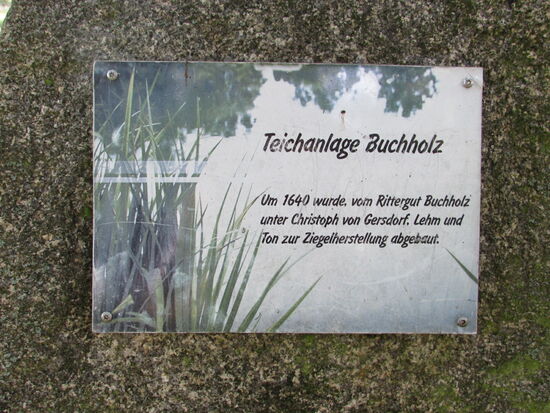 Teichanlage Buchholz
Um 1640 wurde, vom Rittergut Buchholz
unter Christoph von Gersdorf, Lehm und
Ton zur Ziegelherstellung abgebaut.